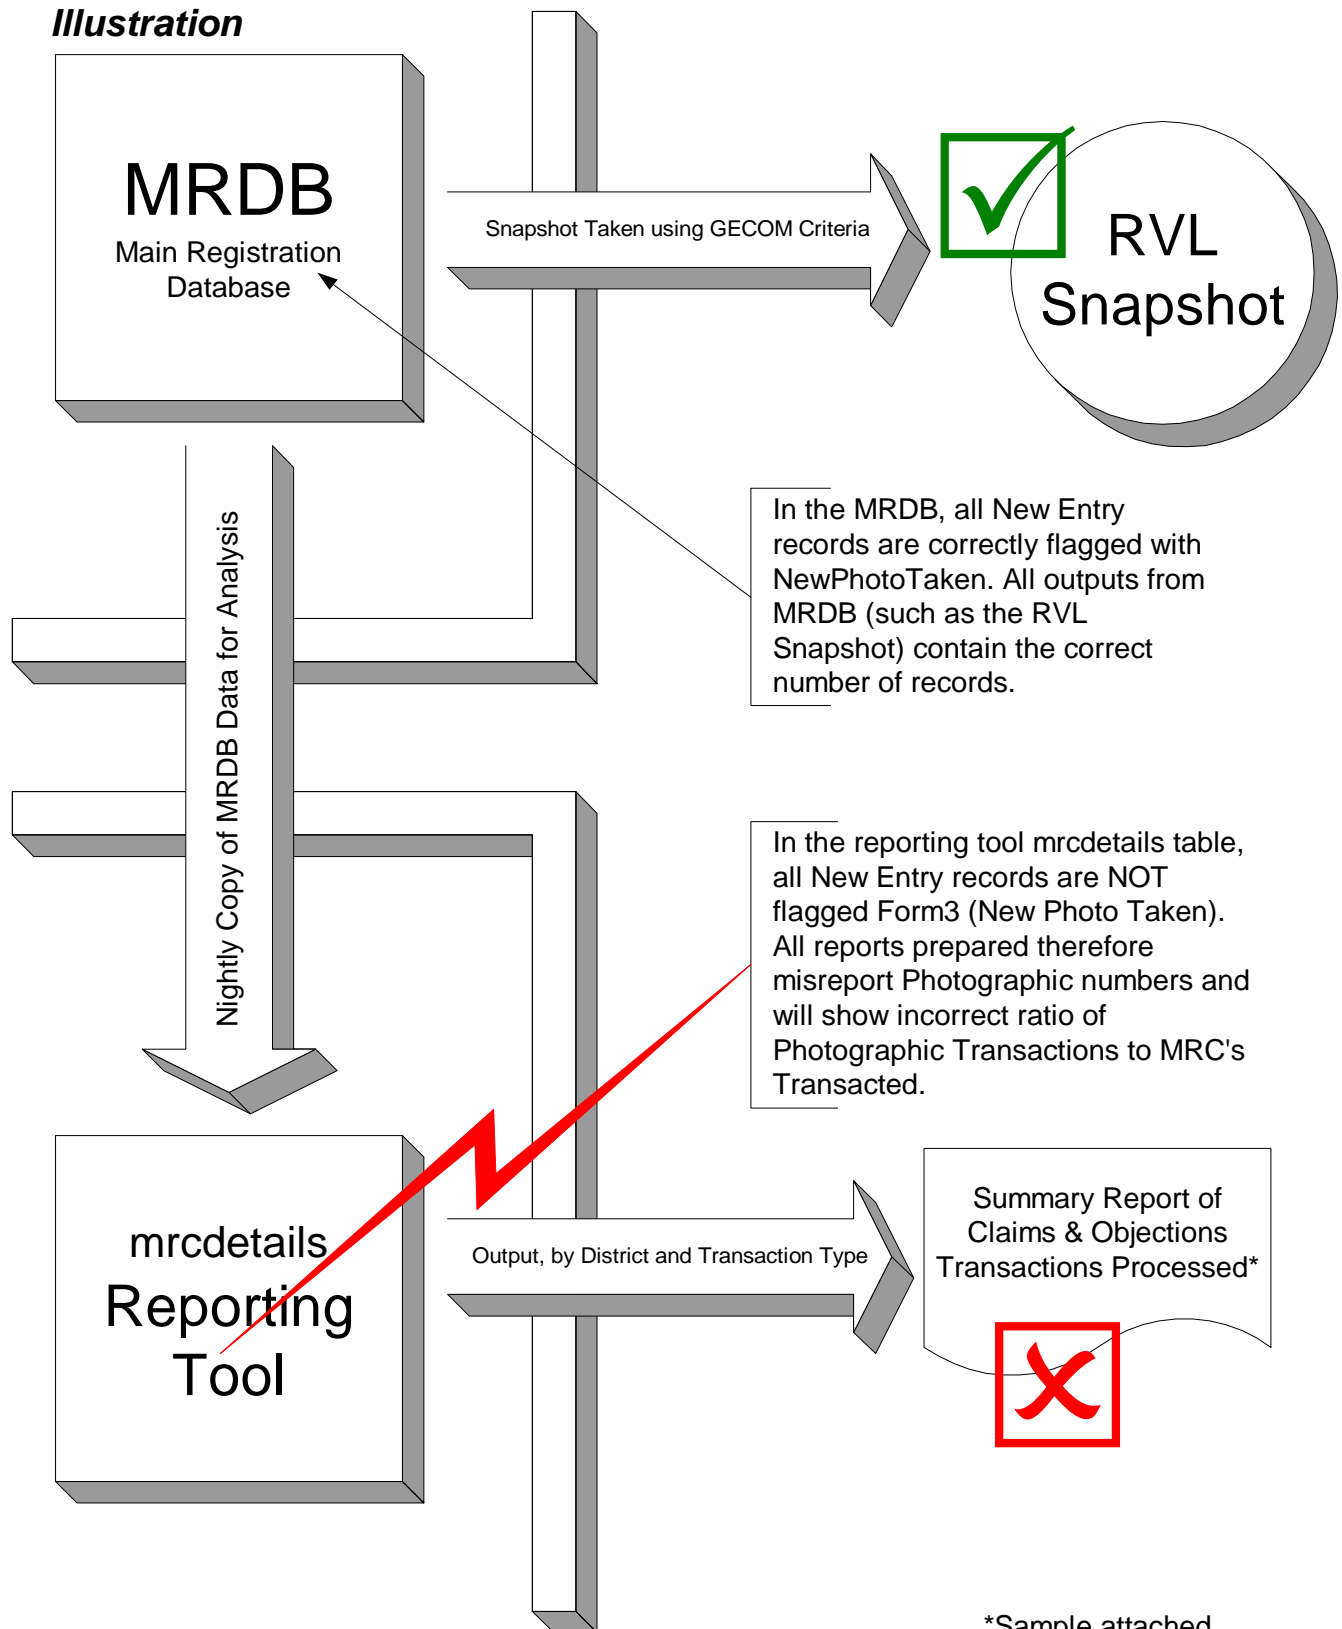 Illustration
MRDB
Main Registration
Database
Snapshot Taken using GECOM Criteria
RVL
Snapshot
Nightly Copy of MRDB Data for Analysis
In the MRDB, all New Entry
records are correctly flagged with
NewPhotoTaken. All outputs from
MRDB (such as the RVL
Snapshot) contain the correct
number of records.
In the reporting tool mrcdetails table,
all New Entry records are NOT
flagged Form3 (New Photo Taken).
All reports prepared therefore
misreport Photographic numbers and
will show incorrect ratio of
Photographic Transactions to MRC's
Transacted.
mrcdetails
Reporting
Tool
Output, by District and Transaction Type
Summary Report of
Claims & Objections
Transactions Processed*
*Sample attached